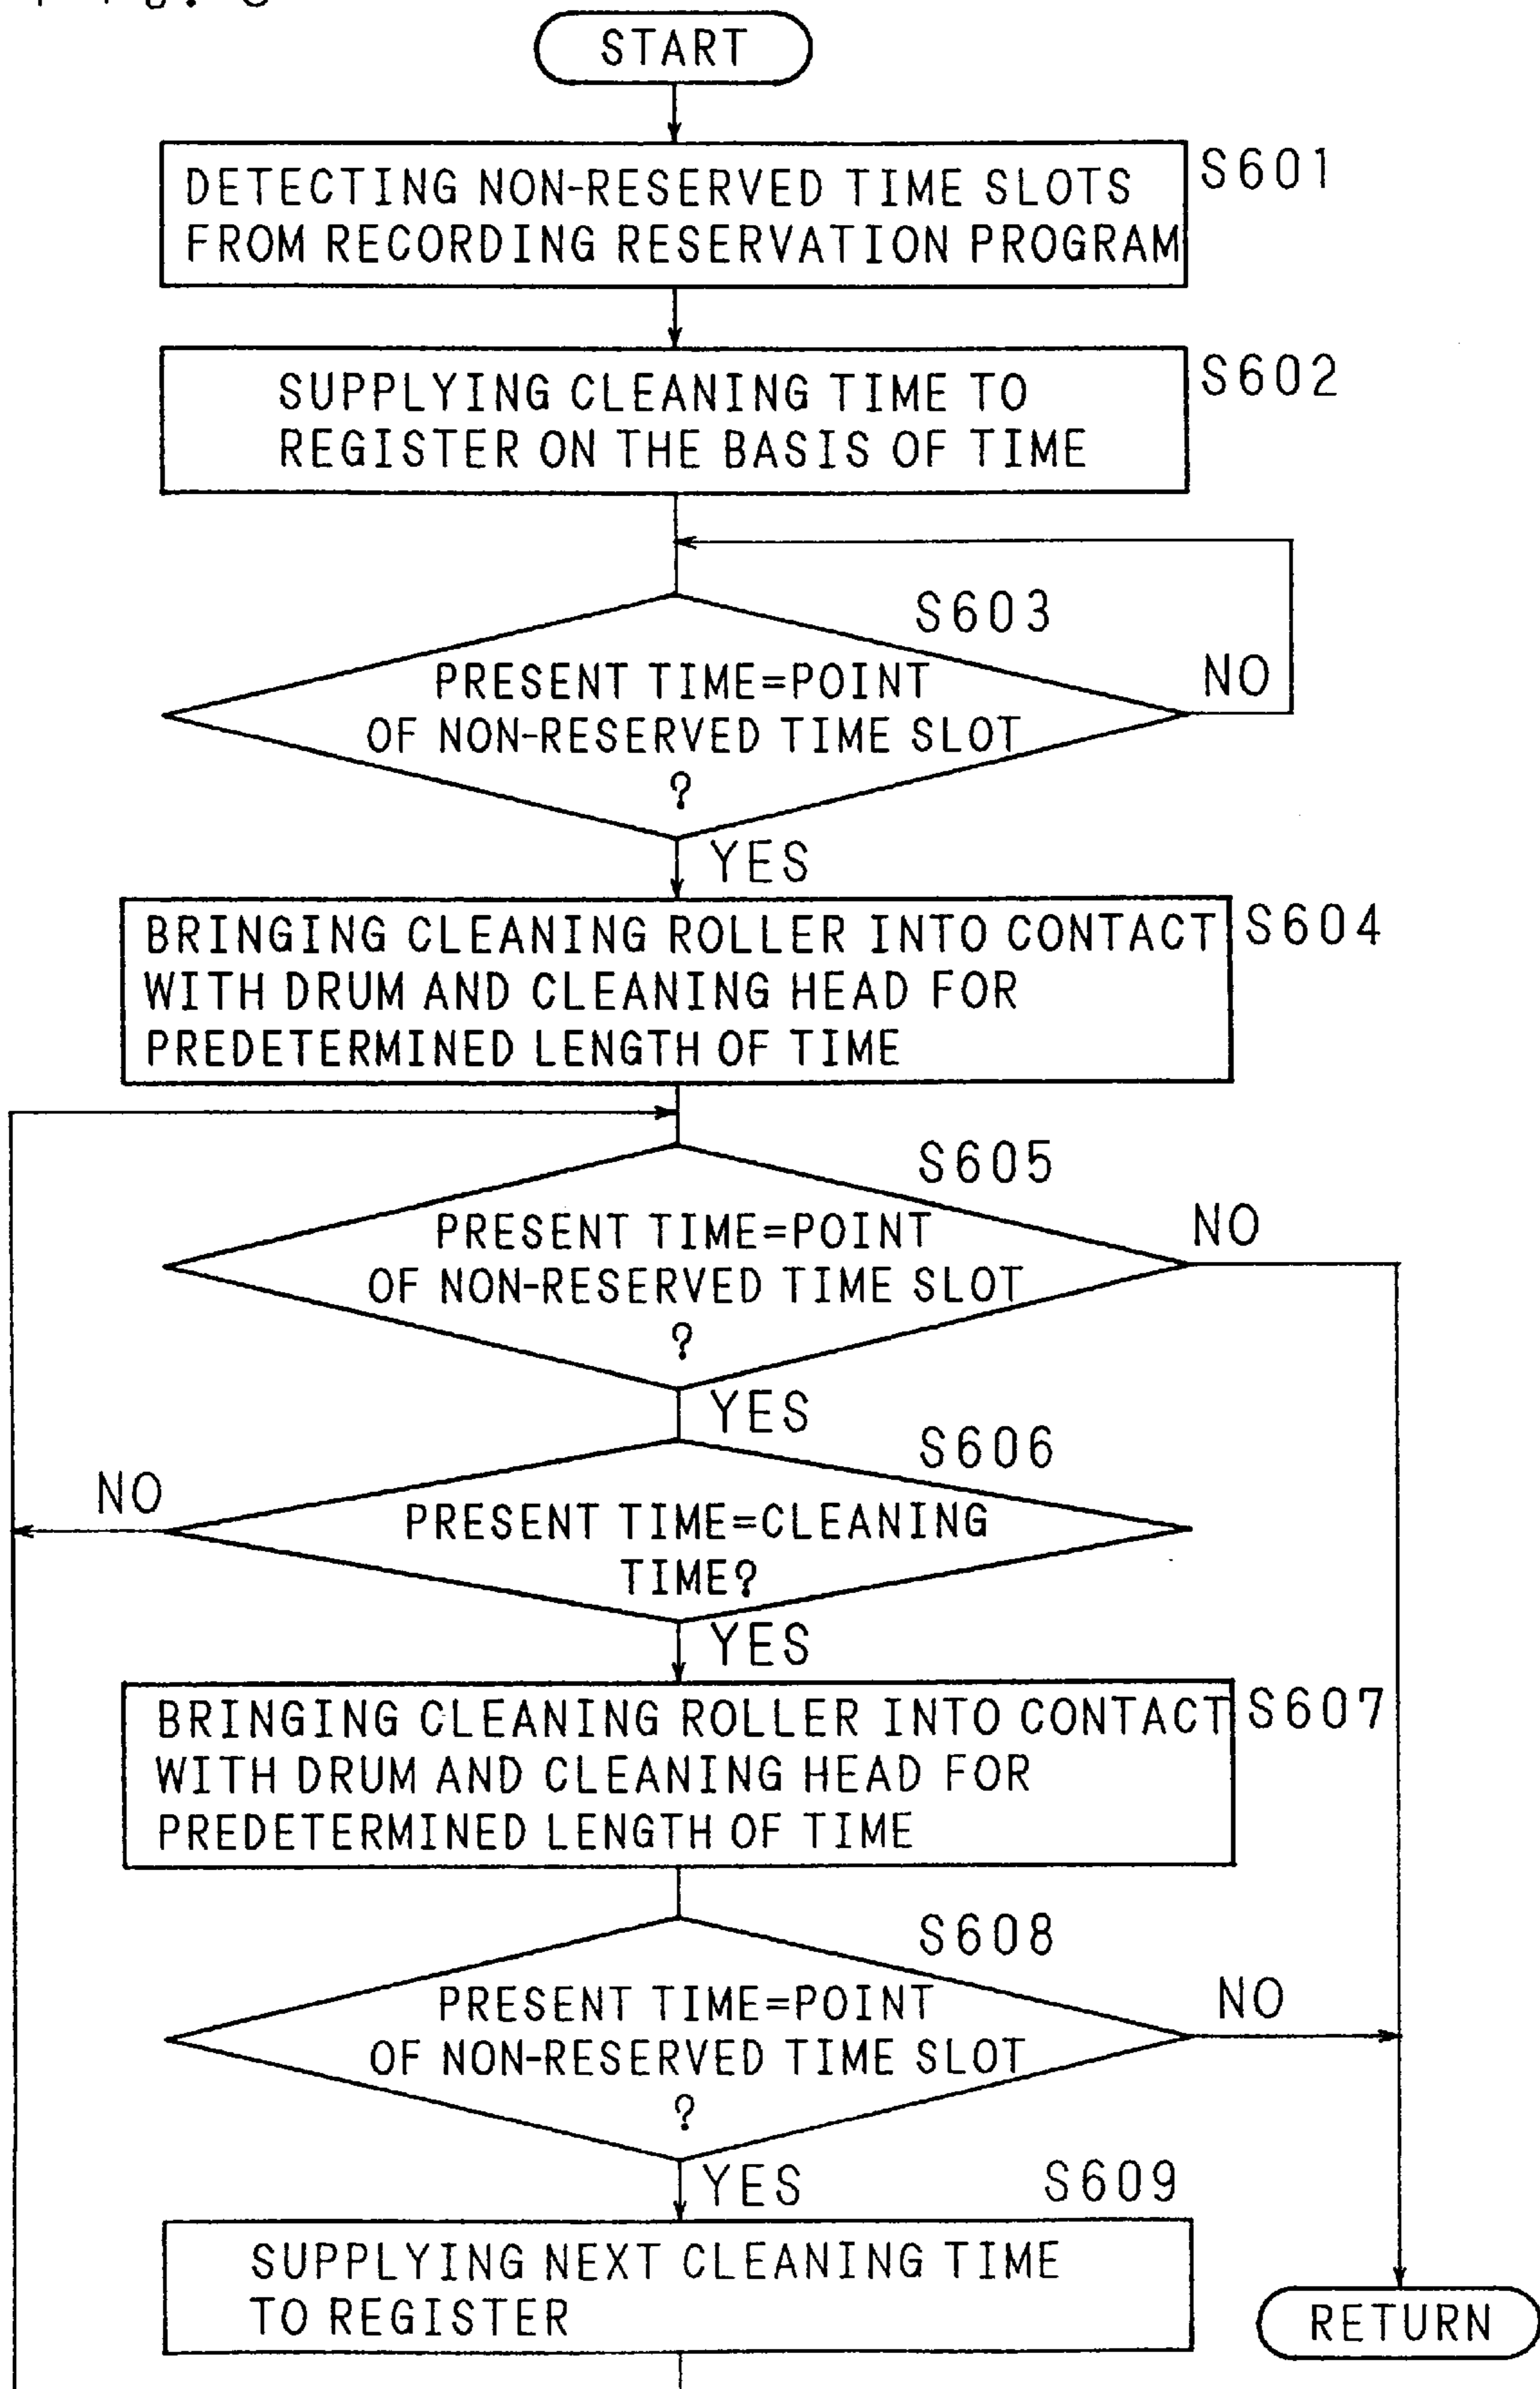 START
DETECTING NON-RESERVED TIME SLOTS
FROM RECORDING RESERVATION PROGRAM
S601
SUPPLYING CLEANING TIME TO
REGISTER ON THE BASIS OF TIME
S602
S603
PRESENT TIME=POINT
OF NON-RESERVED TIME SLOT
?
NO
YES
BRINGING CLEANING ROLLER INTO CONTACT
WITH DRUM AND CLEANING HEAD FOR
PREDETERMINED LENGTH OF TIME
S604
S605
PRESENT TIME=POINT
OF NON-RESERVED TIME SLOT
?
NO
YES
S606
NO
PRESENT TIME=CLEANING
TIME?
YES
BRINGING CLEANING ROLLER INTO CONTACT
WITH DRUM AND CLEANING HEAD FOR
PREDETERMINED LENGTH OF TIME
S607
S608
PRESENT TIME=POINT
OF NON-RESERVED TIME SLOT
?
NO
YES
S609
SUPPLYING NEXT CLEANING TIME
TO REGISTER
RETURN